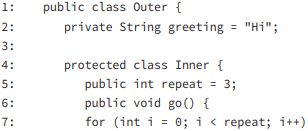 1:    public class Outer {
2:       private String greeting = "Hi";
3:
4:       protected class Inner {
5:          public int repeat = 3;
6:          public void go() {
7:          for (int i = 0; i < repeat; i++)